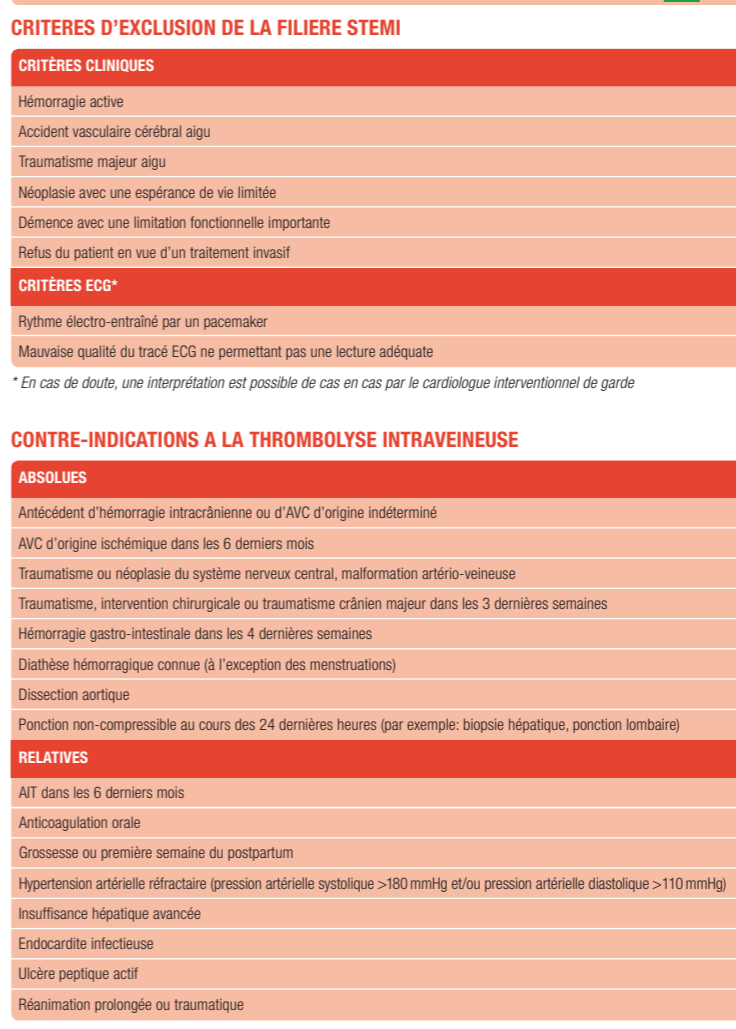 CRITERES D’EXCLUSION DE LA FILIERE STEMI
CRITÈRES CLINIQUES
Hémorragie active
Accident vasculaire cérébral aigu
Traumatisme majeur aigu
Néoplasie avec une espérance de vie limitée
Démence avec une limitation fonctionnelle importante
Refus du patient en vue d’un traitement invasif
CRITÈRES ECG*
Rythme électro-entraîné par un pacemaker
Mauvaise qualité du tracé ECG ne permettant pas une lecture adéquate
* En cas de doute, une interprétation est possible de cas en cas par le cardiologue interventionnel de garde
CONTRE-INDICATIONS A LA THROMBOLYSE INTRAVEINEUSE
ABSOLUES
Antécédent d’hémorragie intracrânienne ou d’AVC d’origine indéterminé
AVC d’origine ischémique dans les 6 derniers mois
Traumatisme ou néoplasie du système nerveux central, malformation artério-veineuse
Traumatisme, intervention chirurgicale ou traumatisme crânien majeur dans les 3 dernières semaines
Hémorragie gastro-intestinale dans les 4 dernières semaines
Diathèse hémorragique connue (à l’exception des menstruations)
Dissection aortique
Ponction non-compressible au cours des 24 dernières heures (par exemple: biopsie hépatique, ponction lombaire)
RELATIVES
AIT dans les 6 derniers mois
Anticoagulation orale
Grossesse ou première semaine du postpartum
Hypertension artérielle réfractaire (pression artérielle systolique >180 mmHg et/ou pression artérielle diastolique >110 mmHg)
Insuffisance hépatique avancée
Endocardite infectieuse
Ulcère peptique actif
Réanimation prolongée ou traumatique